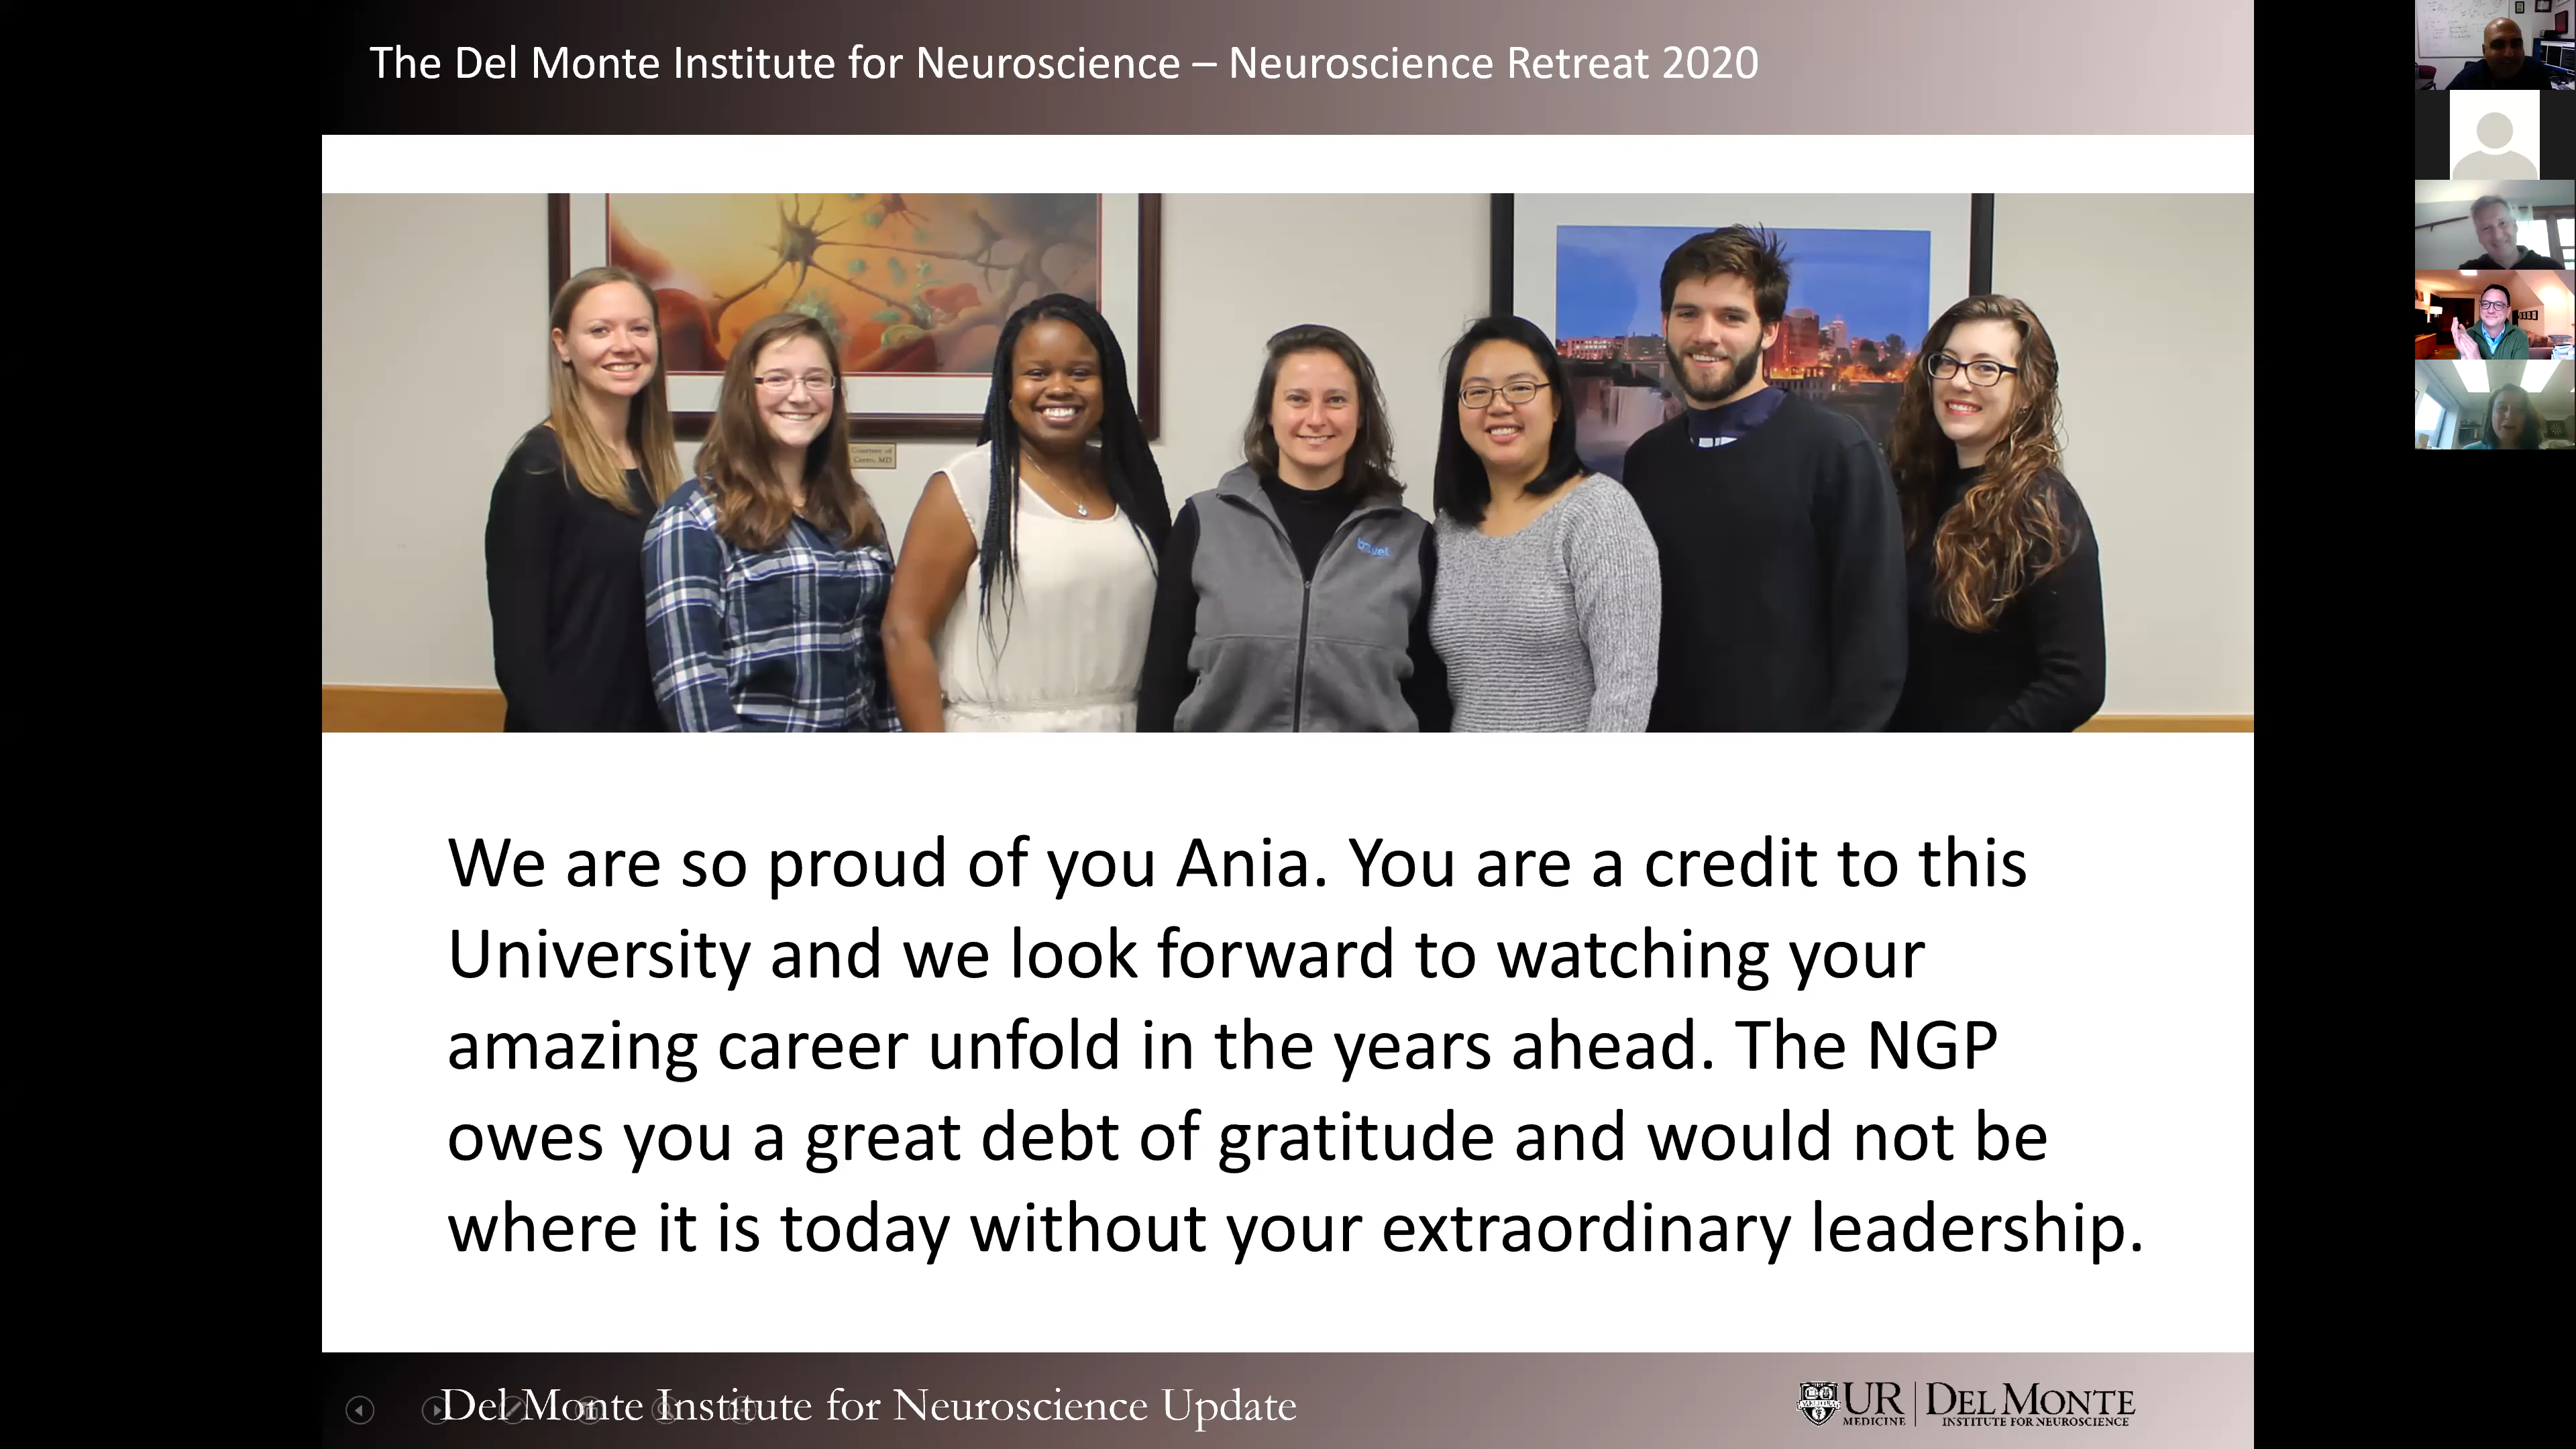 The Del Monte Institute for Neuroscience – Neuroscience Retreat 2020
Courtesy of
MD
We are so proud of you Ania. You are a credit to this
University and we look forward to watching your
amazing career unfold in the years ahead. The NGP
owes you a great debt of gratitude and would not be
where it is today without your extraordinary leadership.
Del Monte Institute for Neuroscience Update
UR
MEDICINE
DEL MONTE
INSTITUTE FOR NEUROSCIENCE